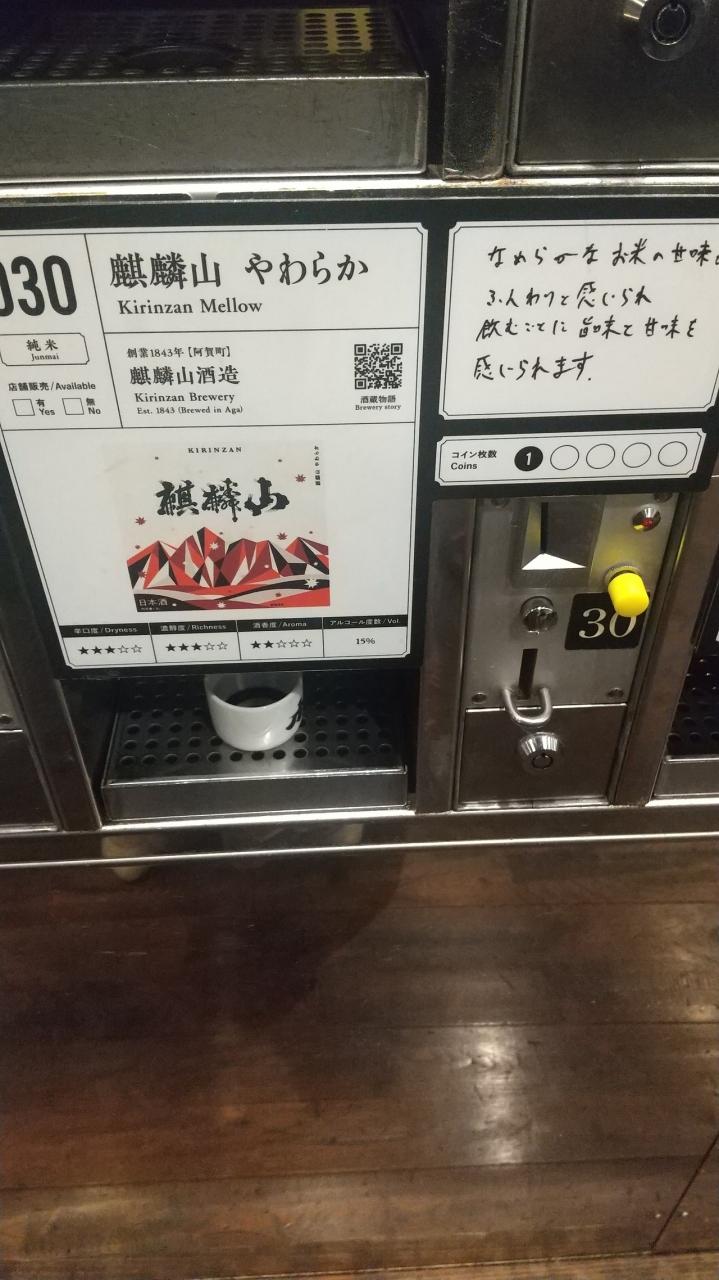 030
麒麟山 やわらか
Kirinzan Mellow
純米
Junmai
店舗販売/Available
有
Yes
無
No
創業1843年【阿賀町】
麒麟山酒造
Kirinzan Brewery
Est. 1843 (Brewed in Aga)
酒蔵物語
Brewery story
KIRINZAN
麒麟山
日本酒
辛口度/Dryness
★★★☆☆
濃醇度/Richness
★★★☆☆
酒香度/Aroma
★★☆☆☆
アルコール度数/Vol.
15%
なめらかなお米の甘味
ふんわりと感じられ
飲むごとに旨味と甘味を
感じられます。
コイン枚数
Coins
1
30